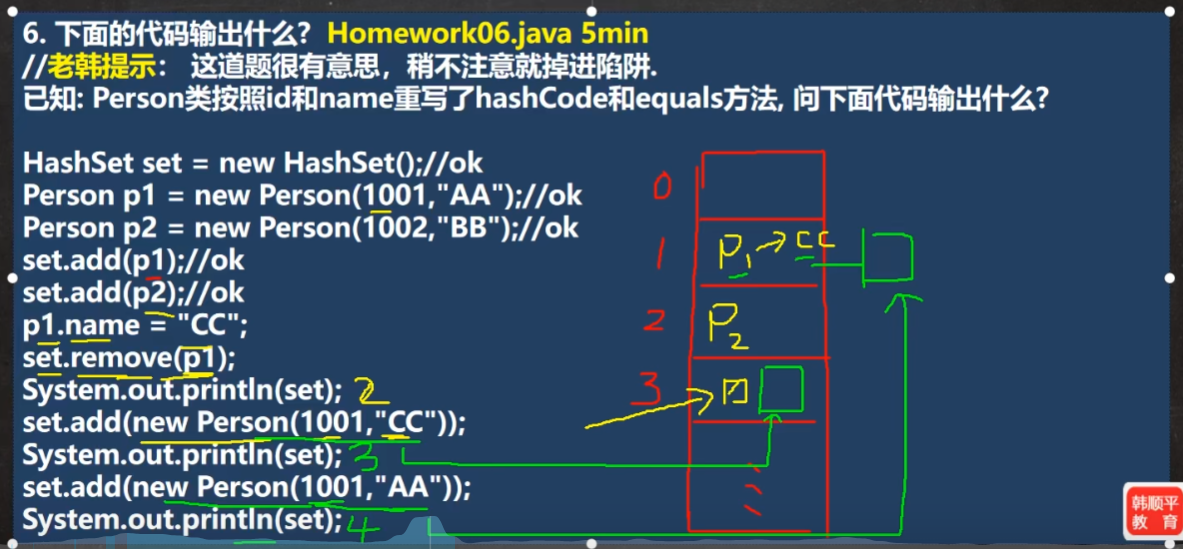 6. 下面的代码输出什么? Homework06.java 5min
//老韩提示: 这道题很有意思, 稍不注意就掉进陷阱.
已知: Person类按照id和name重写了hashCode和equals方法, 问下面代码输出什么?
HashSet set = new HashSet();//ok
Person p1 = new Person(1001,"AA");//ok
Person p2 = new Person(1002,"BB");//ok
set.add(p1);//ok
set.add(p2);//ok
p1.name = "CC";
set.remove(p1);
System.out.println(set); 2
set.add(new Person(1001,"CC"));
System.out.println(set); 3
set.add(new Person(1001,"AA"));
System.out.println(set); 4
0
1 P1 → CC
2 P2
3
韩顺平
教 育